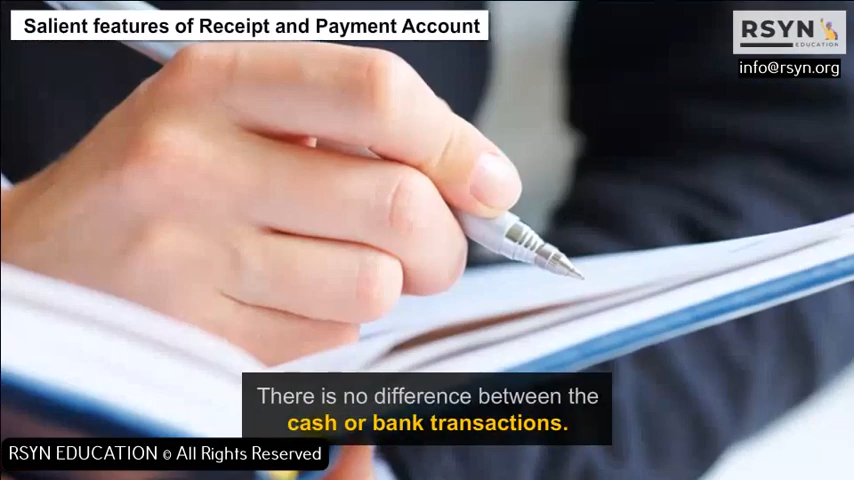 Salient features of Receipt and Payment Account
RSYN
EDUCATION
info@rsyn.org
There is no difference between the
cash or bank transactions.
RSYN EDUCATION © All Rights Reserved